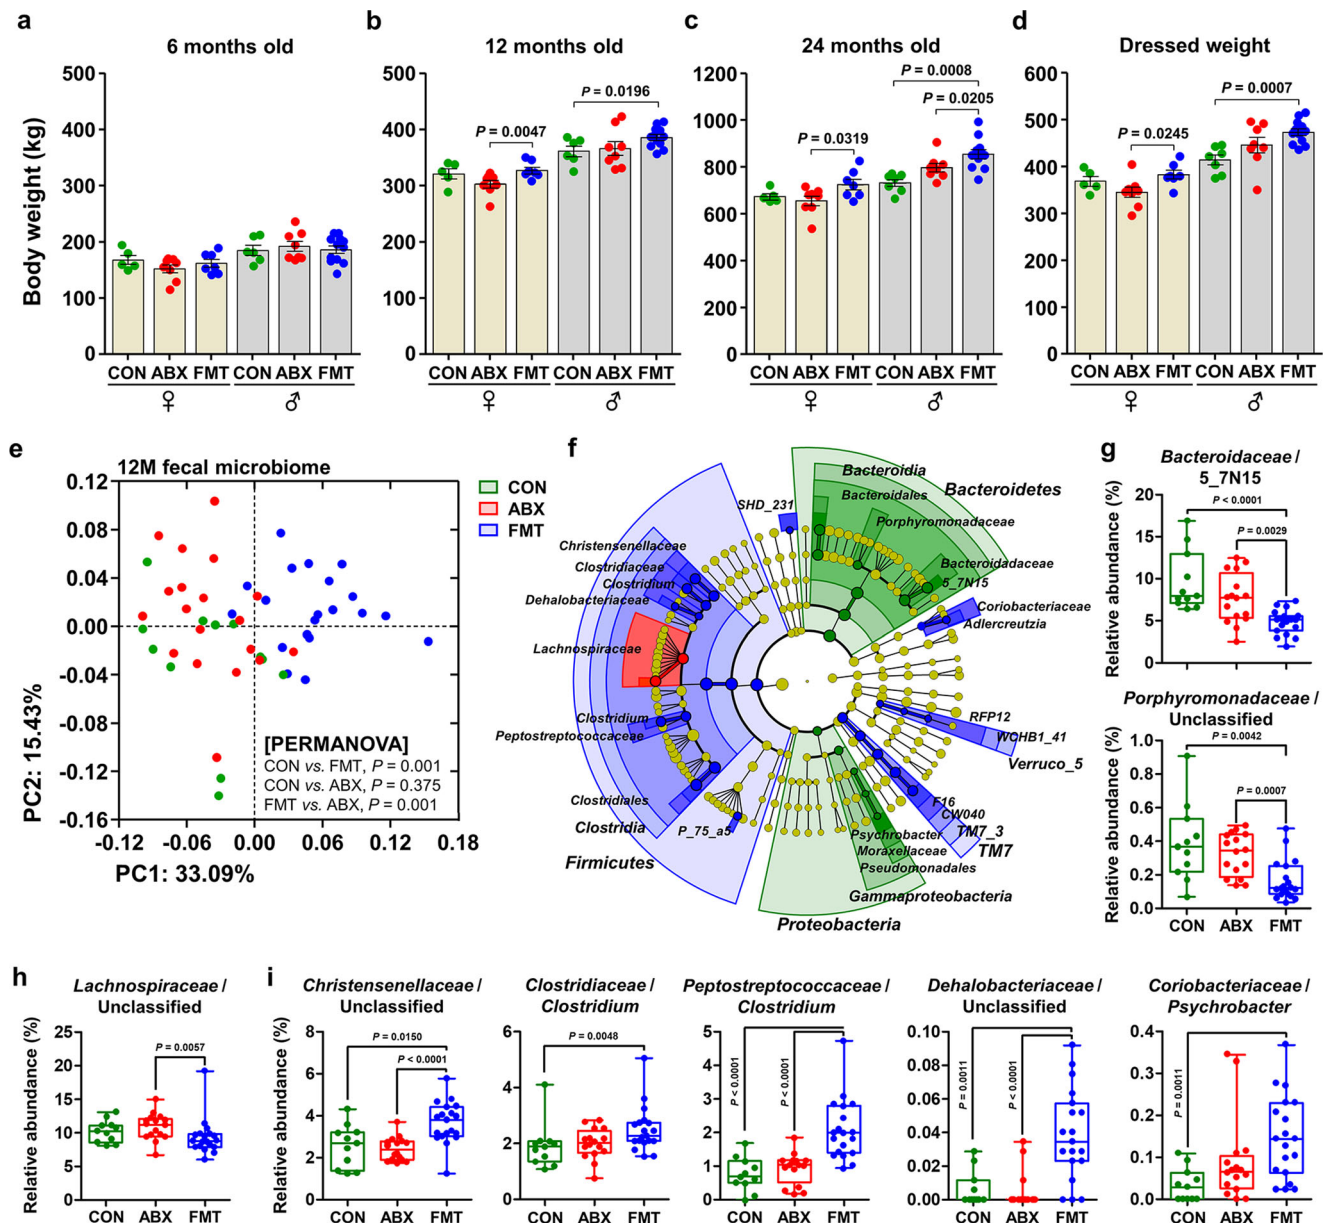 a
6 months old
Body weight (kg)
500
400
300
200
100
0
CON ABX FMT CON ABX FMT
♀ ♂
b
12 months old
500
400
300
200
100
0
P = 0.0047
P = 0.0196
CON ABX FMT CON ABX FMT
♀ ♂
c
24 months old
1200
1000
800
600
400
200
0
P = 0.0008
P = 0.0205
P = 0.0319
CON ABX FMT CON ABX FMT
♀ ♂
d
Dressed weight
600
500
400
300
200
100
0
P = 0.0007
P = 0.0245
CON ABX FMT CON ABX FMT
♀ ♂
e
12M fecal microbiome
0.12
0.08
0.04
0.00
-0.04
-0.08
-0.12
-0.16
PC2: 15.43%
-0.12 -0.06 0.00 0.06 0.12 0.18
PC1: 33.09%
[PERMANOVA]
CON vs. FMT, P = 0.001
CON vs. ABX, P = 0.375
FMT vs. ABX, P = 0.001
CON
ABX
FMT
f
SHD_231
Bacteroidia
Bacteroidales
Bacteroidetes
Porphyromonadaceae
Bacteroidadaceae
5_7N15
Coriobacteriaceae
Adlercreutzia
Christensenellaceae
Clostridiaceae
Clostridium
Dehalobacteriaceae
Lachnospiraceae
Clostridium
Peptostreptococcaceae
Clostridiales
Clostridia
Firmicutes
P_75_a5
RFP12
WCHB1_41
Verruco_5
F16
CW040
TM7_3
TM7
Psychrobacter
Moraxellaceae
Pseudomonadales
Gammaproteobacteria
Proteobacteria
g
Bacteroidaceae /
5_7N15
Relative abundance (%)
20
15
10
5
0
P < 0.0001
P = 0.0029
Porphyromonadaceae /
Unclassified
Relative abundance (%)
1.0
0.8
0.6
0.4
0.2
0.0
P = 0.0042
P = 0.0007
CON ABX FMT
h
Lachnospiraceae /
Unclassified
Relative abundance (%)
25
20
15
10
5
0
P = 0.0057
CON ABX FMT
i
Christensenellaceae /
Unclassified
Relative abundance (%)
8
6
4
2
0
P = 0.0150
P < 0.0001
CON ABX FMT
Clostridiaceae /
Clostridium
6
4
2
0
P = 0.0048
CON ABX FMT
Peptostreptococcaceae /
Clostridium
5
4
3
2
1
0
P < 0.0001
P < 0.0001
CON ABX FMT
Dehalobacteriaceae /
Unclassified
0.10
0.08
0.06
0.04
0.02
0.00
P = 0.0011
P < 0.0001
CON ABX FMT
Coriobacteriaceae /
Psychrobacter
0.4
0.3
0.2
0.1
0.0
P = 0.0011
CON ABX FMT